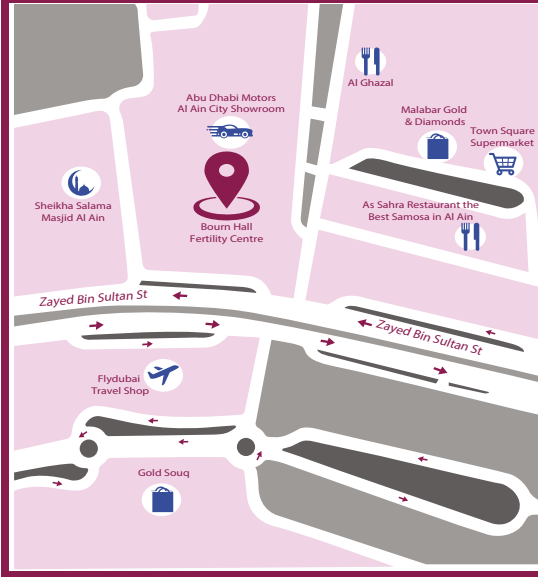 Al Ghazal
Abu Dhabi Motors
Al Ain City Showroom
Malabar Gold
& Diamonds
Town Square
Supermarket
Sheikha Salama
Masjid Al Ain
As Sahra Restaurant the
Best Samosa in Al Ain
Bourn Hall
Fertility Centre
Zayed Bin Sultan St
Zayed Bin Sultan St
Flydubai
Travel Shop
Gold Souq